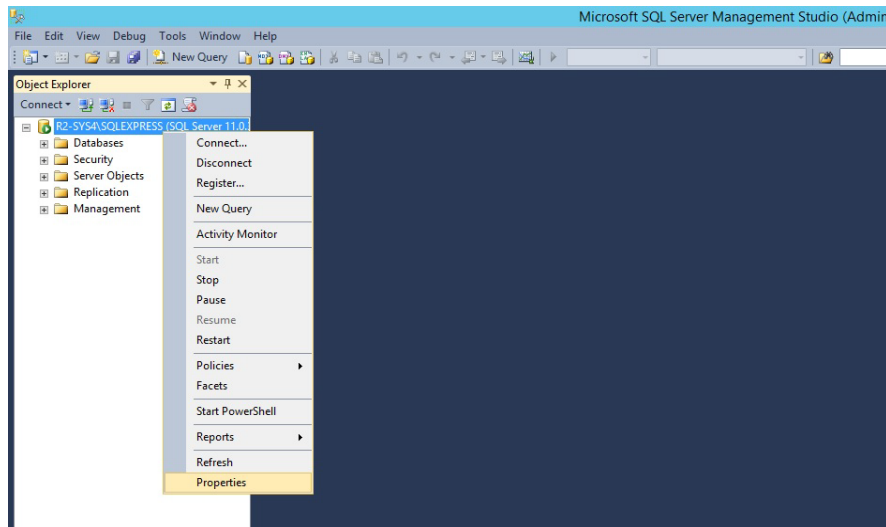 Microsoft SQL Server Management Studio (Admin
File Edit View Debug Tools Window Help
New Query
Object Explorer
Connect
R2-SYS4\SQLEXPRESS (SQL Server 11.0.
Databases
Security
Server Objects
Replication
Management
Connect...
Disconnect
Register...
New Query
Activity Monitor
Start
Stop
Pause
Resume
Restart
Policies
Facets
Start PowerShell
Reports
Refresh
Properties